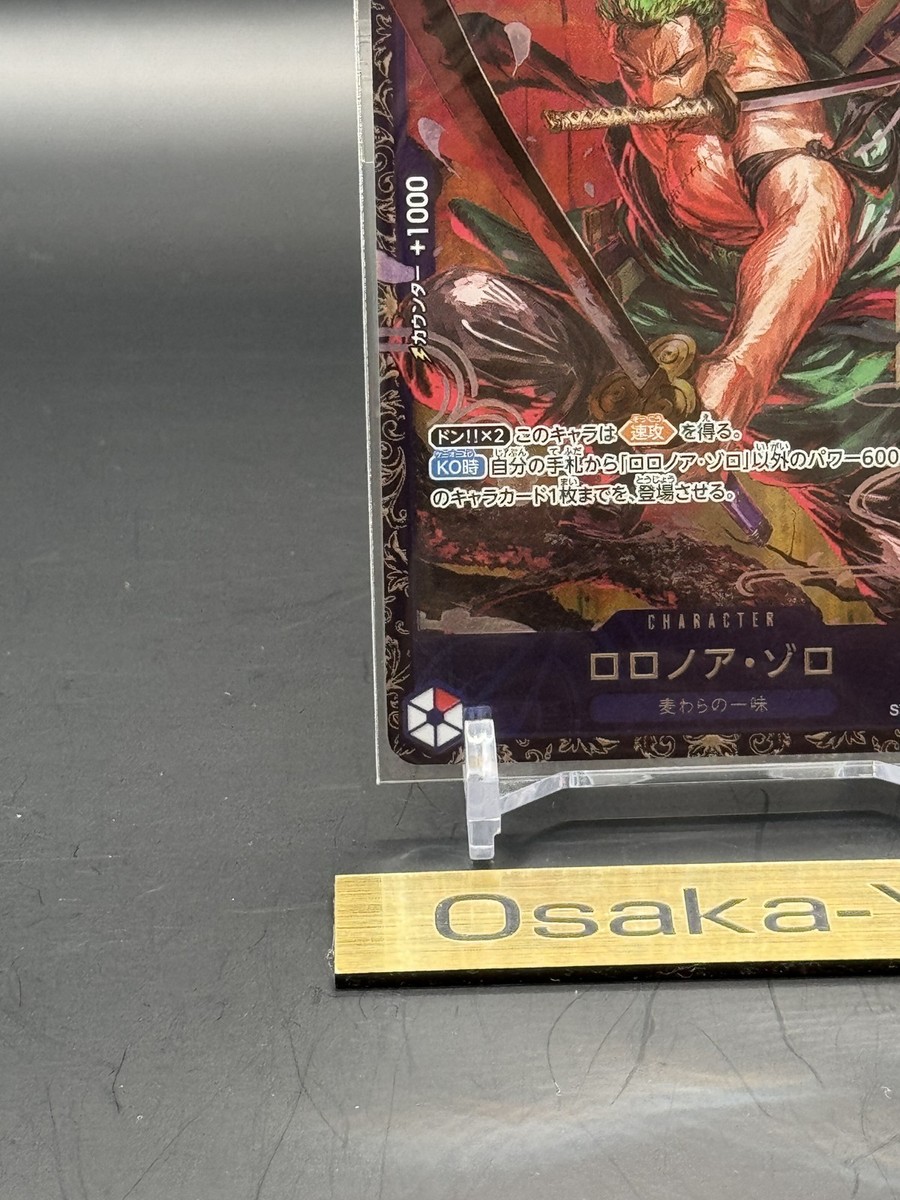 カウンター +1000
ドン!!×2 このキャラは 速攻 を得る。
KO時 自分の手札から「ロロノア・ゾロ」以外のパワー600
のキャラカード1枚までを、登場させる。
CHARACTER
ロロノア・ゾロ
麦わらの一味
S
Osaka-